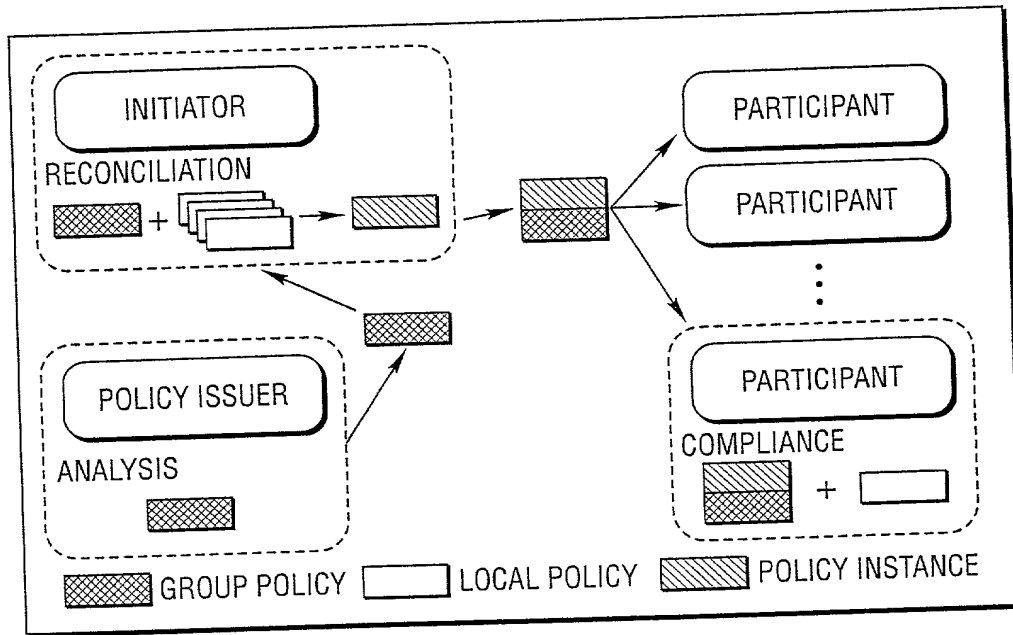 INITIATOR
RECONCILIATION
+
POLICY ISSUER
ANALYSIS
PARTICIPANT
PARTICIPANT
PARTICIPANT
COMPLIANCE
+
GROUP POLICY
LOCAL POLICY
POLICY INSTANCE